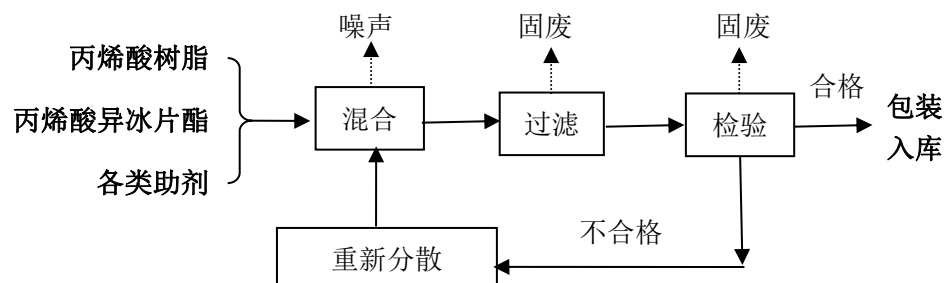 噪声
固废
固废
丙烯酸树脂
丙烯酸异冰片酯
各类助剂
混合
过滤
检验
合格
包装
入库
不合格
重新分散